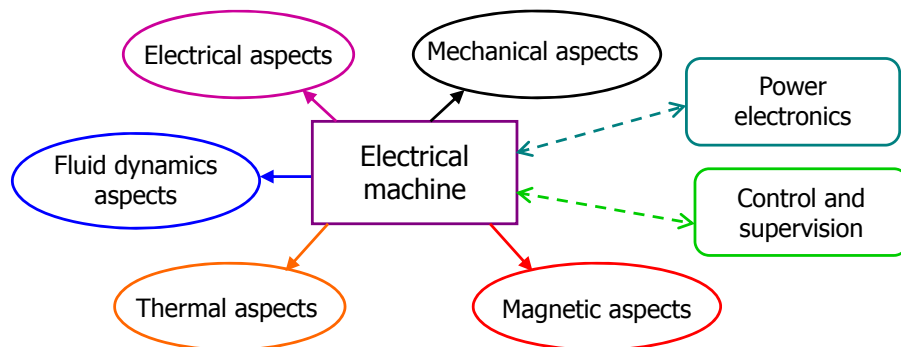 Electrical aspects
Mechanical aspects
Power
electronics
Electrical
machine
Fluid dynamics
aspects
Control and
supervision
Thermal aspects
Magnetic aspects